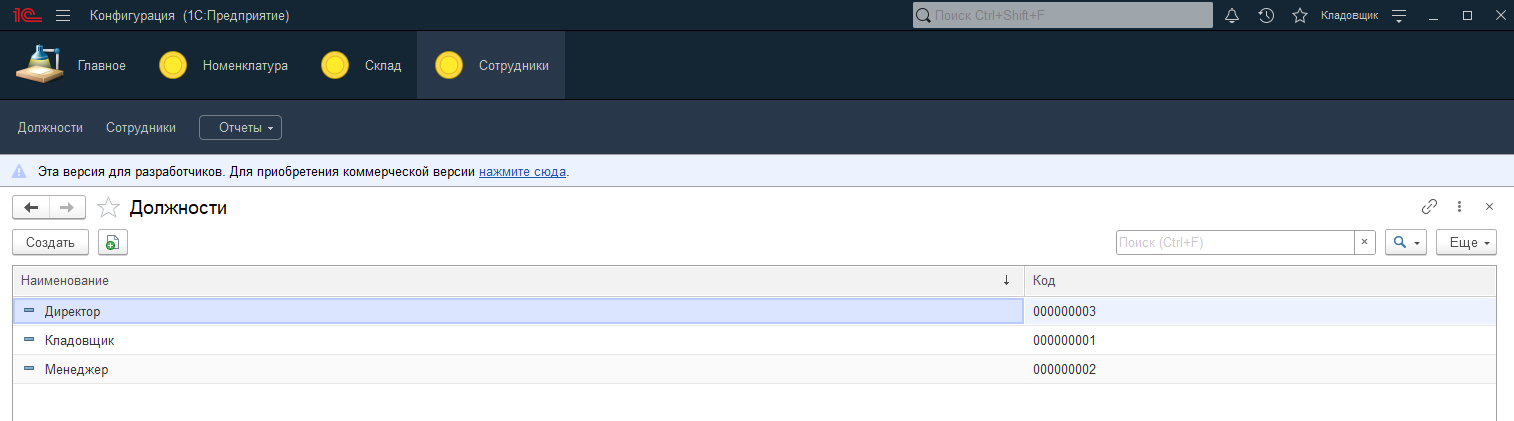 1С Конфигурация (1С:Предприятие) Поиск Ctrl+Shift+F Кладовщик
Главное Номенклатура Склад Сотрудники
Должности Сотрудники Отчеты
Эта версия для разработчиков. Для приобретения коммерческой версии нажмите сюда.
Должности
Создать Поиск (Ctrl+F) × Еще
Наименование ↓ Код
Директор 000000003
Кладовщик 000000001
Менеджер 000000002